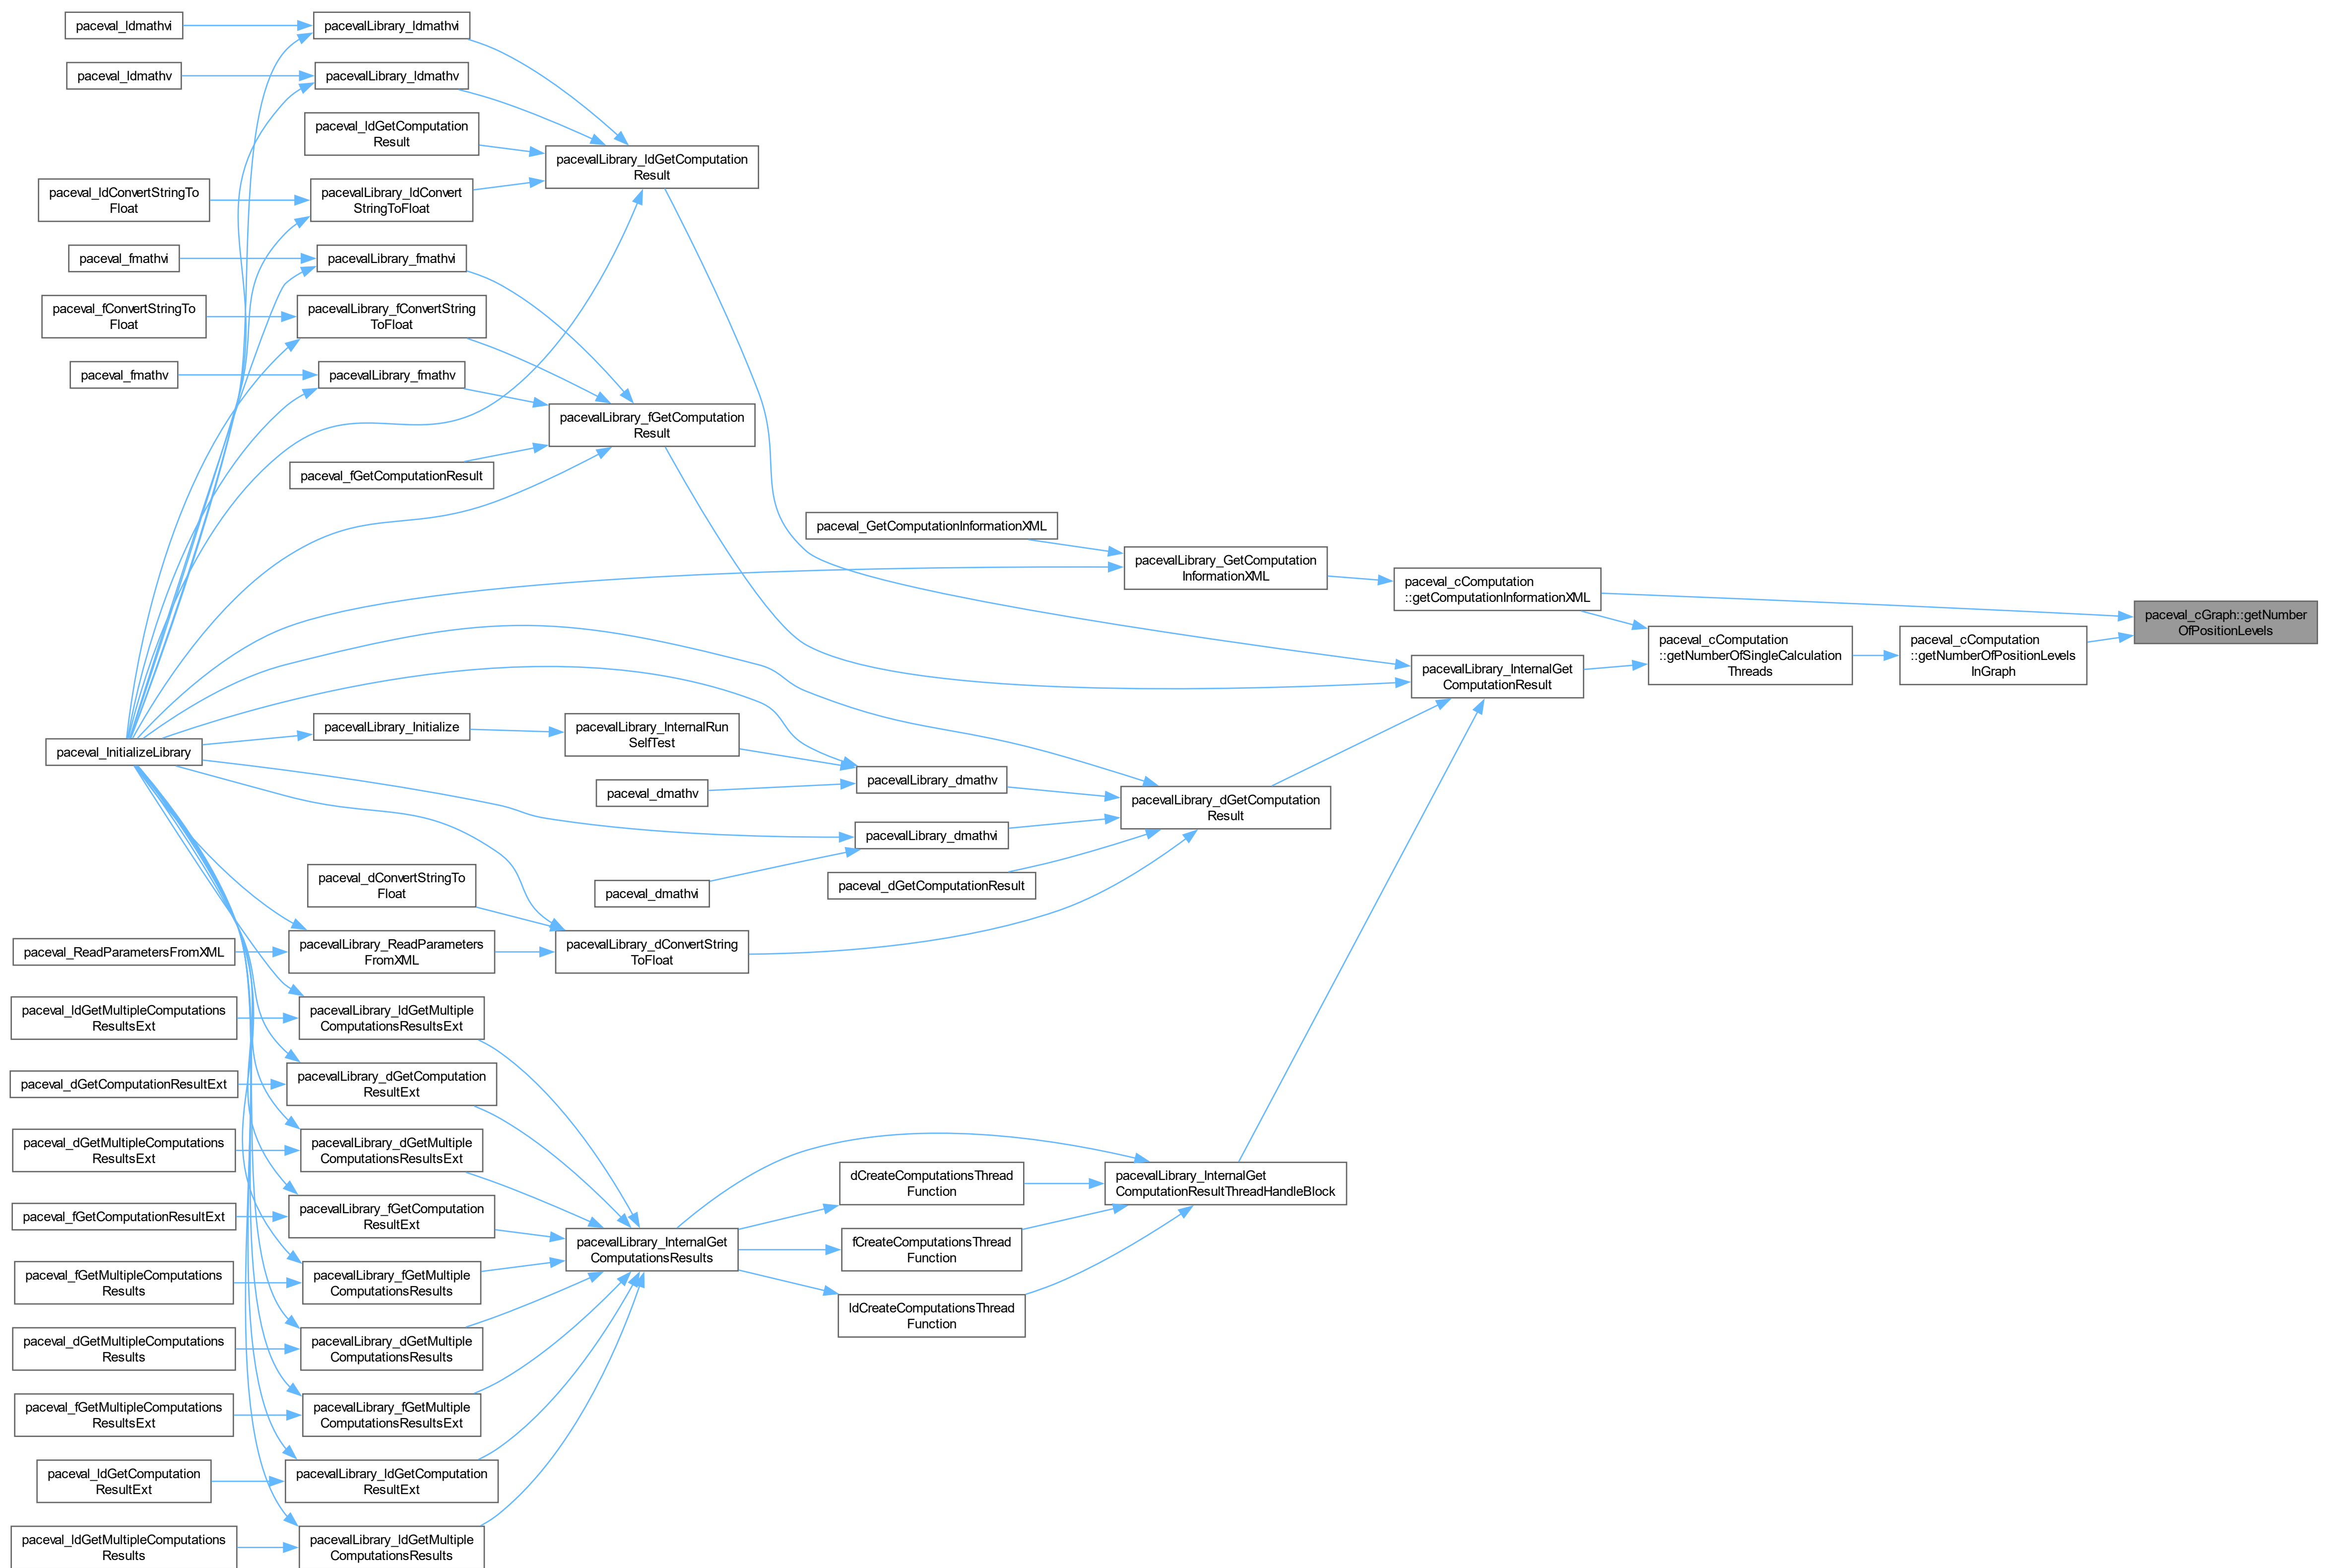 paceval_ldmathvi
pacevalLibrary_ldmathvi
paceval_ldmathv
pacevalLibrary_ldmathv
paceval_ldGetComputation
Result
pacevalLibrary_ldGetComputation
Result
paceval_ldConvertStringTo
Float
pacevalLibrary_ldConvert
StringToFloat
paceval_fmathvi
pacevalLibrary_fmathvi
paceval_fConvertStringTo
Float
pacevalLibrary_fConvertString
ToFloat
paceval_fmathv
pacevalLibrary_fmathv
pacevalLibrary_fGetComputation
Result
paceval_fGetComputationResult
paceval_GetComputationInformationXML
pacevalLibrary_GetComputation
InformationXML
paceval_cComputation
::getComputationInformationXML
paceval_cGraph::getNumber
OfPositionLevels
paceval_cComputation
::getNumberOfSingleCalculation
Threads
paceval_cComputation
::getNumberOfPositionLevels
InGraph
pacevalLibrary_InternalGet
ComputationResult
paceval_InitializeLibrary
pacevalLibrary_Initialize
pacevalLibrary_InternalRun
SelfTest
paceval_dmathv
pacevalLibrary_dmathv
pacevalLibrary_dGetComputation
Result
pacevalLibrary_dmathvi
paceval_dmathvi
paceval_dGetComputationResult
paceval_dConvertStringTo
Float
paceval_ReadParametersFromXML
pacevalLibrary_ReadParameters
FromXML
pacevalLibrary_dConvertString
ToFloat
paceval_ldGetMultipleComputations
ResultsExt
pacevalLibrary_ldGetMultiple
ComputationsResultsExt
paceval_dGetComputationResultExt
pacevalLibrary_dGetComputation
ResultExt
paceval_dGetMultipleComputations
ResultsExt
pacevalLibrary_dGetMultiple
ComputationsResultsExt
dCreateComputationsThread
Function
pacevalLibrary_InternalGet
ComputationResultThreadHandleBlock
paceval_fGetComputationResultExt
pacevalLibrary_fGetComputation
ResultExt
pacevalLibrary_InternalGet
ComputationsResults
fCreateComputationsThread
Function
paceval_fGetMultipleComputations
Results
pacevalLibrary_fGetMultiple
ComputationsResults
ldCreateComputationsThread
Function
paceval_dGetMultipleComputations
Results
pacevalLibrary_dGetMultiple
ComputationsResults
paceval_fGetMultipleComputations
ResultsExt
pacevalLibrary_fGetMultiple
ComputationsResultsExt
paceval_ldGetComputation
ResultExt
pacevalLibrary_ldGetComputation
ResultExt
paceval_ldGetMultipleComputations
Results
pacevalLibrary_ldGetMultiple
ComputationsResults